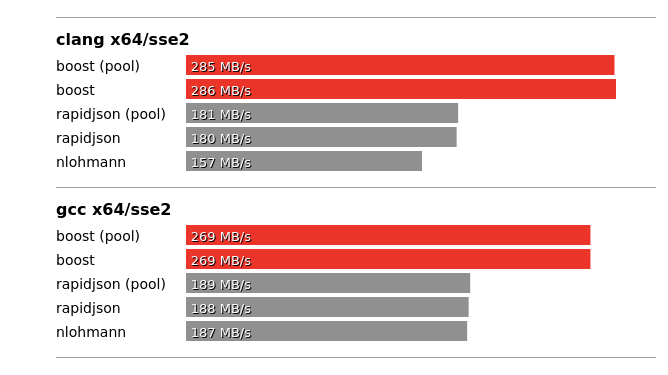 clang x64/sse2
boost (pool) 285 MB/s
boost 286 MB/s
rapidjson (pool) 181 MB/s
rapidjson 180 MB/s
nlohmann 157 MB/s
gcc x64/sse2
boost (pool) 269 MB/s
boost 269 MB/s
rapidjson (pool) 189 MB/s
rapidjson 188 MB/s
nlohmann 187 MB/s